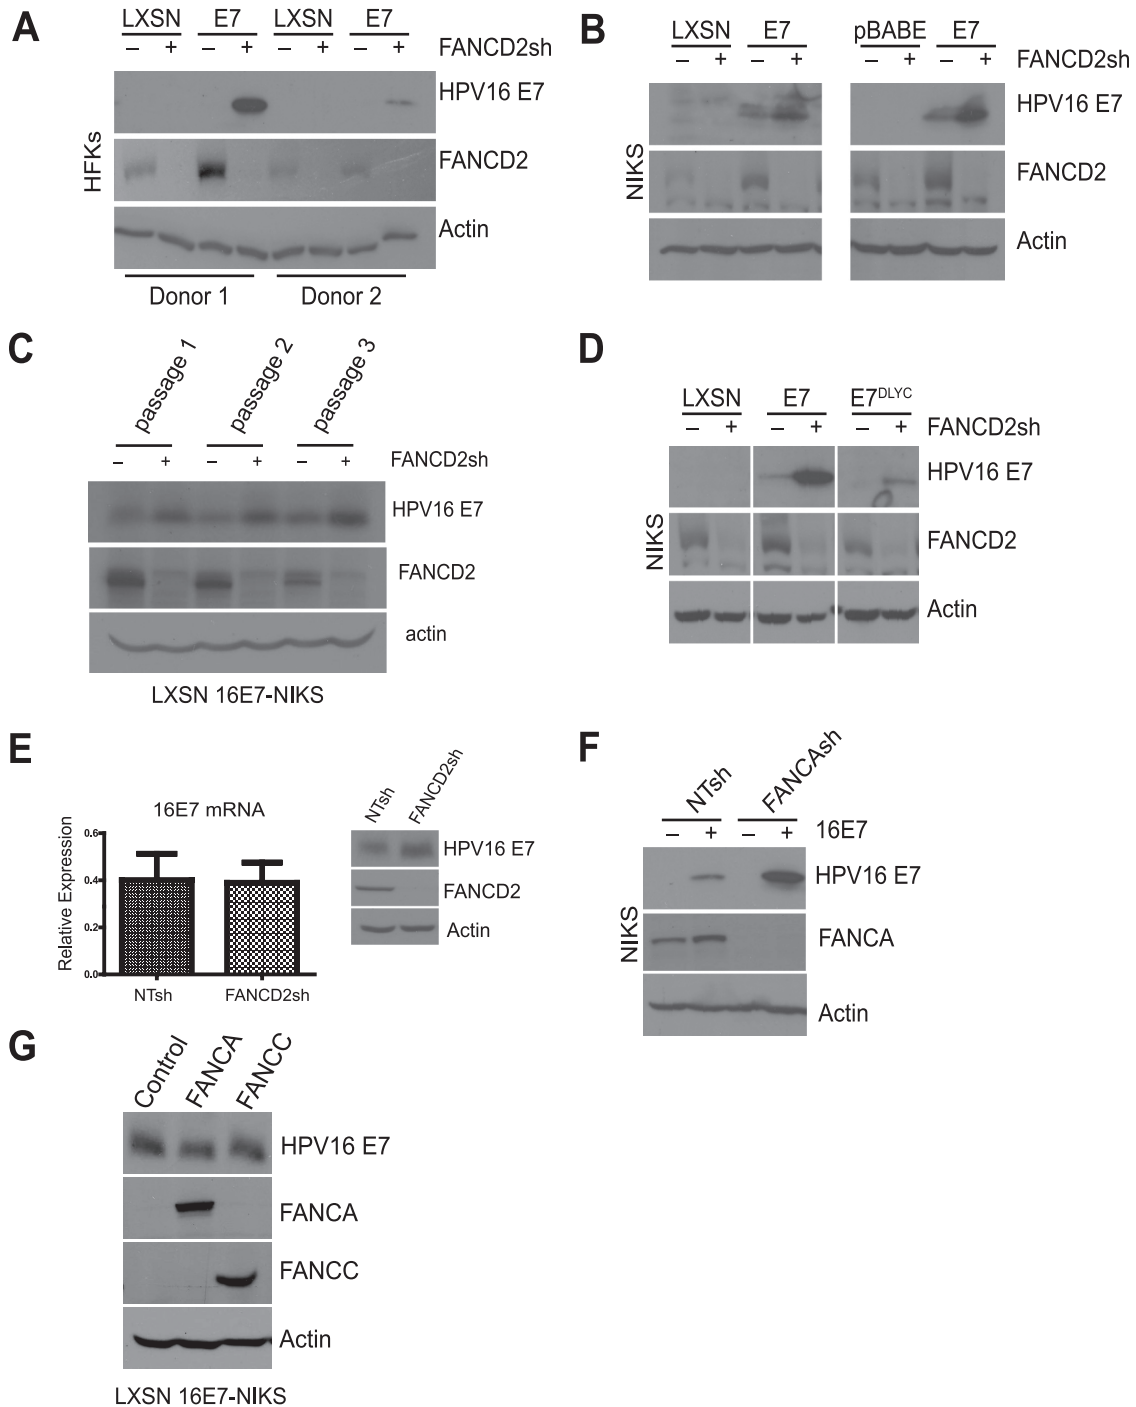 A
LXSN E7 LXSN E7
– + – + – + – + FANCD2sh
HPV16 E7
FANCD2
Actin
HFKs
Donor 1 Donor 2
B
LXSN E7 pBABE E7
– + – + – + – + FANCD2sh
HPV16 E7
FANCD2
Actin
NIKS
C
passage 1 passage 2 passage 3
– + – + – + FANCD2sh
HPV16 E7
FANCD2
actin
LXSN 16E7-NIKS
D
LXSN E7 E7DLYC
– + – + – + FANCD2sh
HPV16 E7
FANCD2
Actin
NIKS
E
16E7 mRNA
Relative Expression
0.6
0.4
0.2
0.0
NTsh FANCD2sh
NTsh FANCD2sh
HPV16 E7
FANCD2
Actin
F
NTsh FANCAsh
– + – + 16E7
HPV16 E7
FANCA
Actin
NIKS
G
Control FANCA FANCC
HPV16 E7
FANCA
FANCC
Actin
LXSN 16E7-NIKS